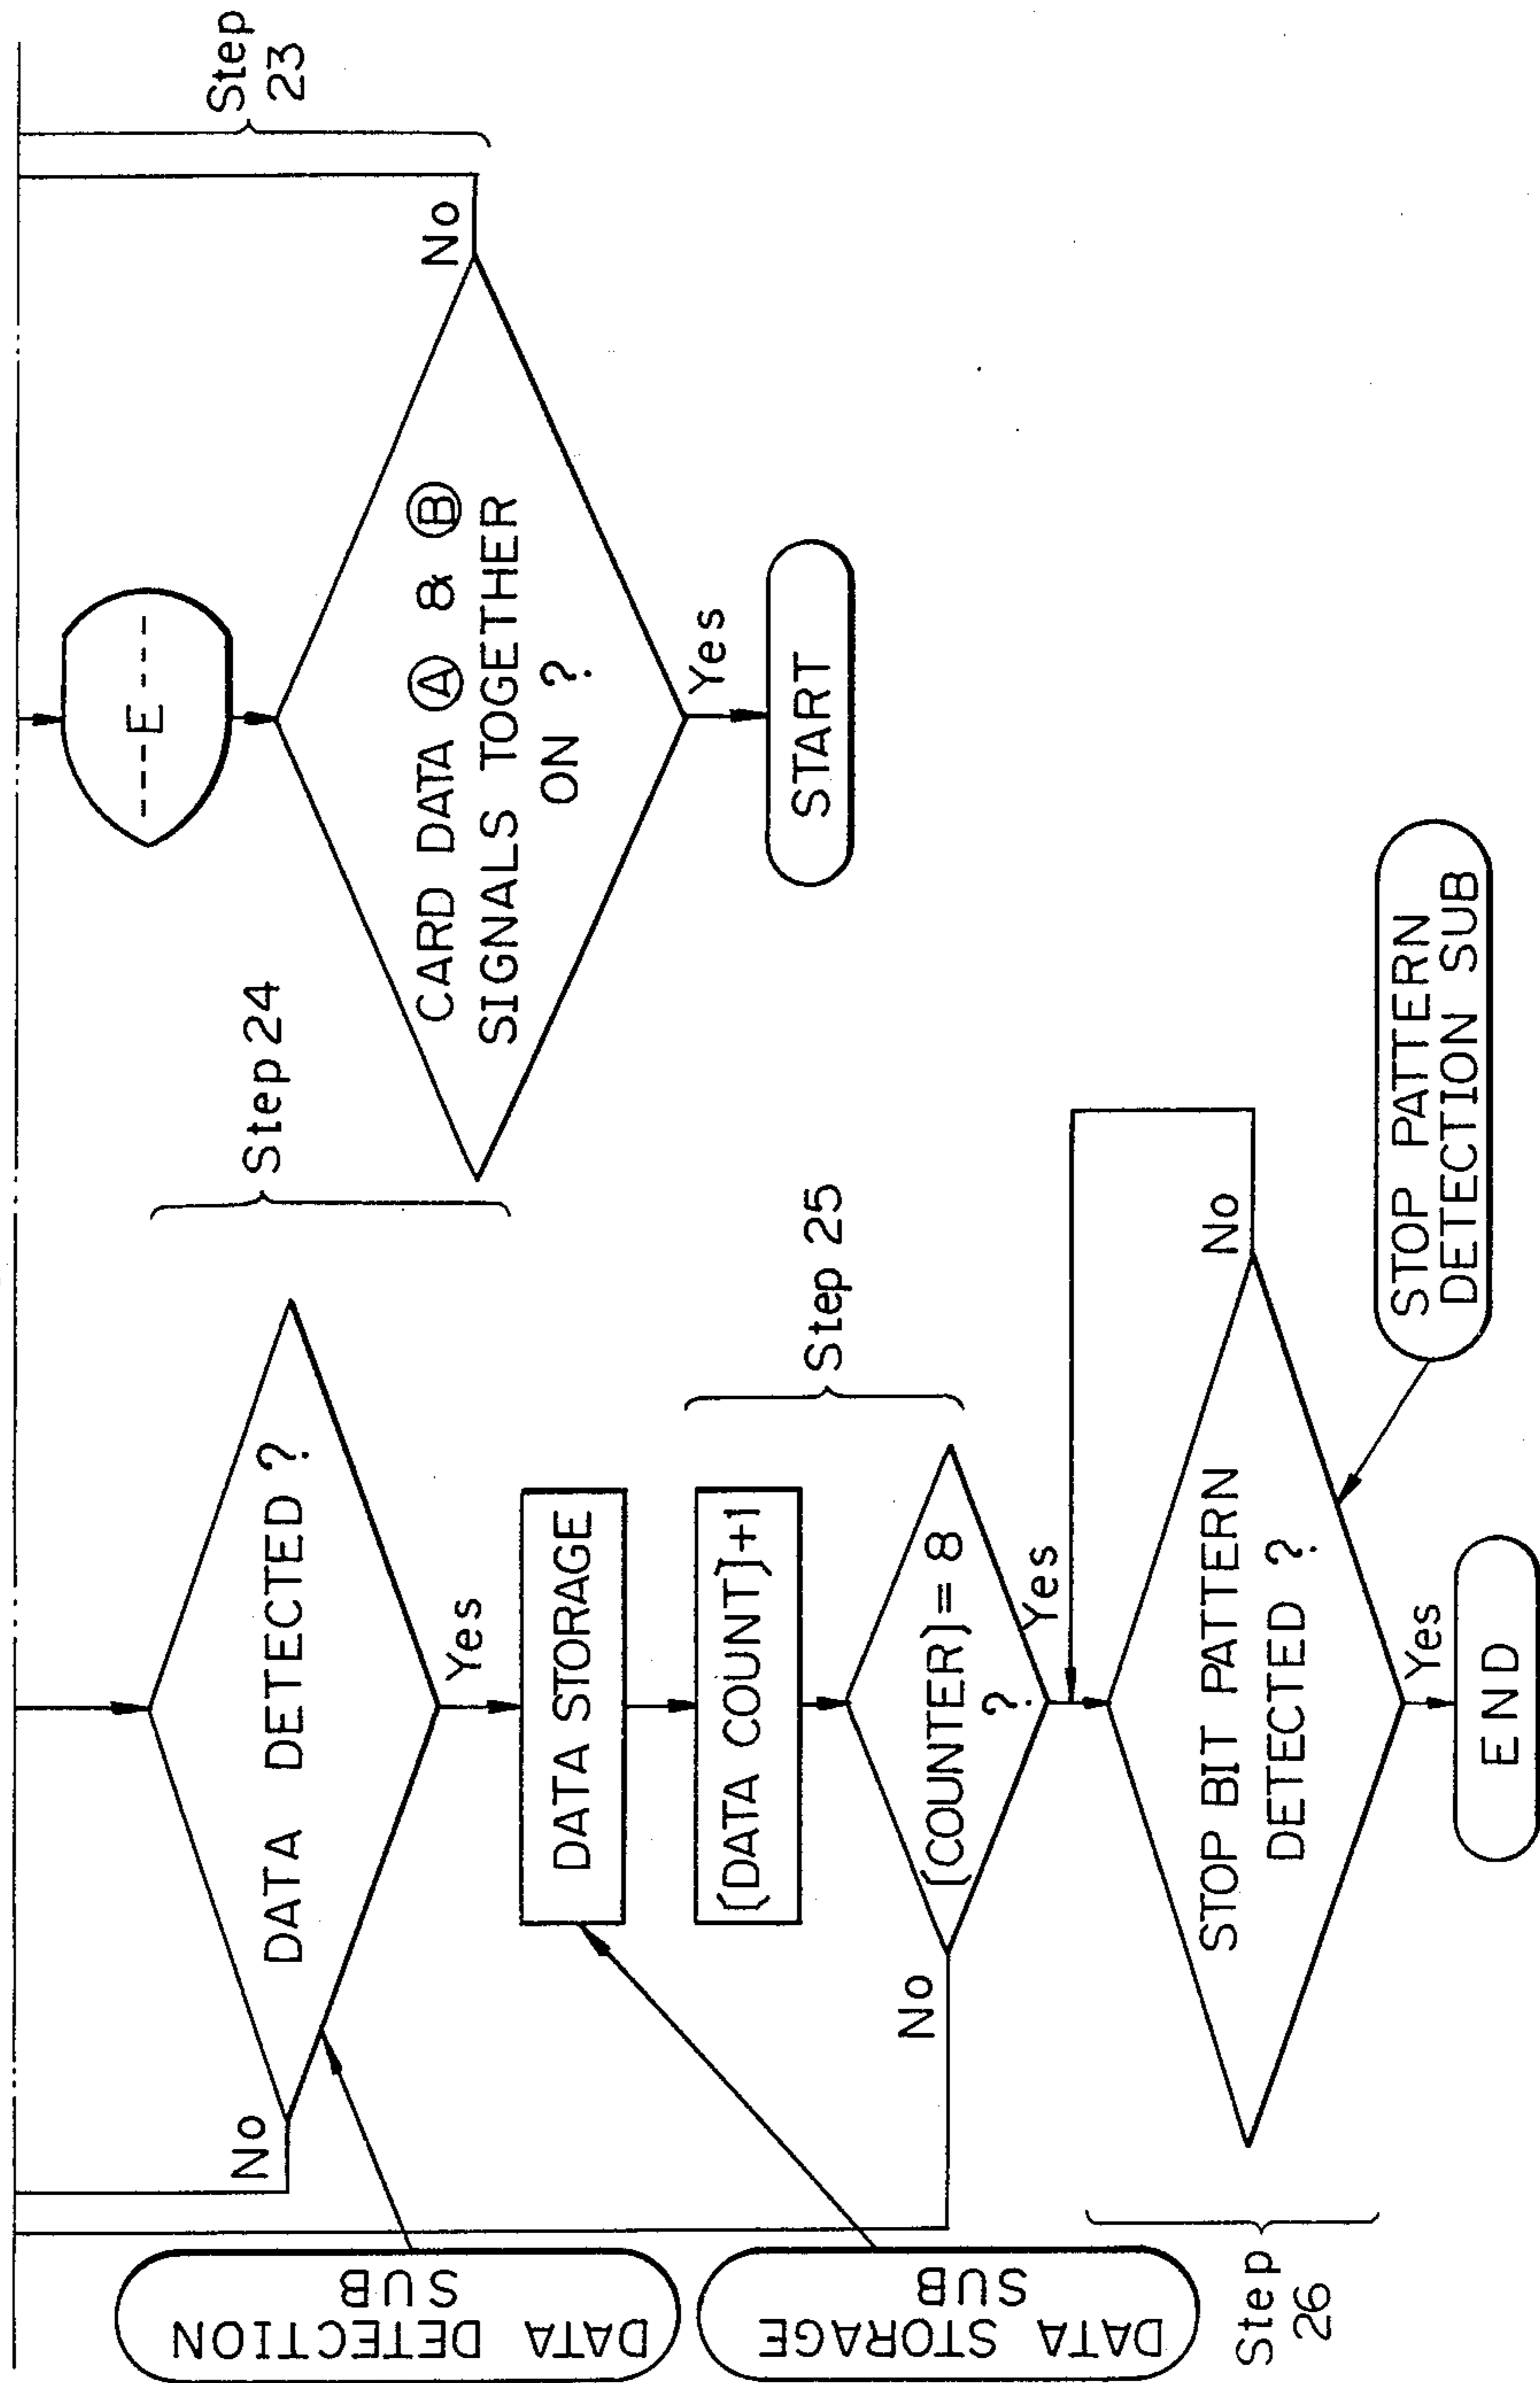 Step
23
---E---
CARD DATA Ⓐ & Ⓑ
SIGNALS TOGETHER
ON ?
No
Yes
START
Step 24
DATA DETECTED ?
No
Yes
DATA DETECTION
SUB
DATA STORAGE
DATA STORAGE
SUB
Step 25
[DATA COUNT]+1
[COUNTER]= 8
?
No
Yes
Step
26
STOP BIT PATTERN
DETECTED ?
No
Yes
STOP PATTERN
DETECTION SUB
END